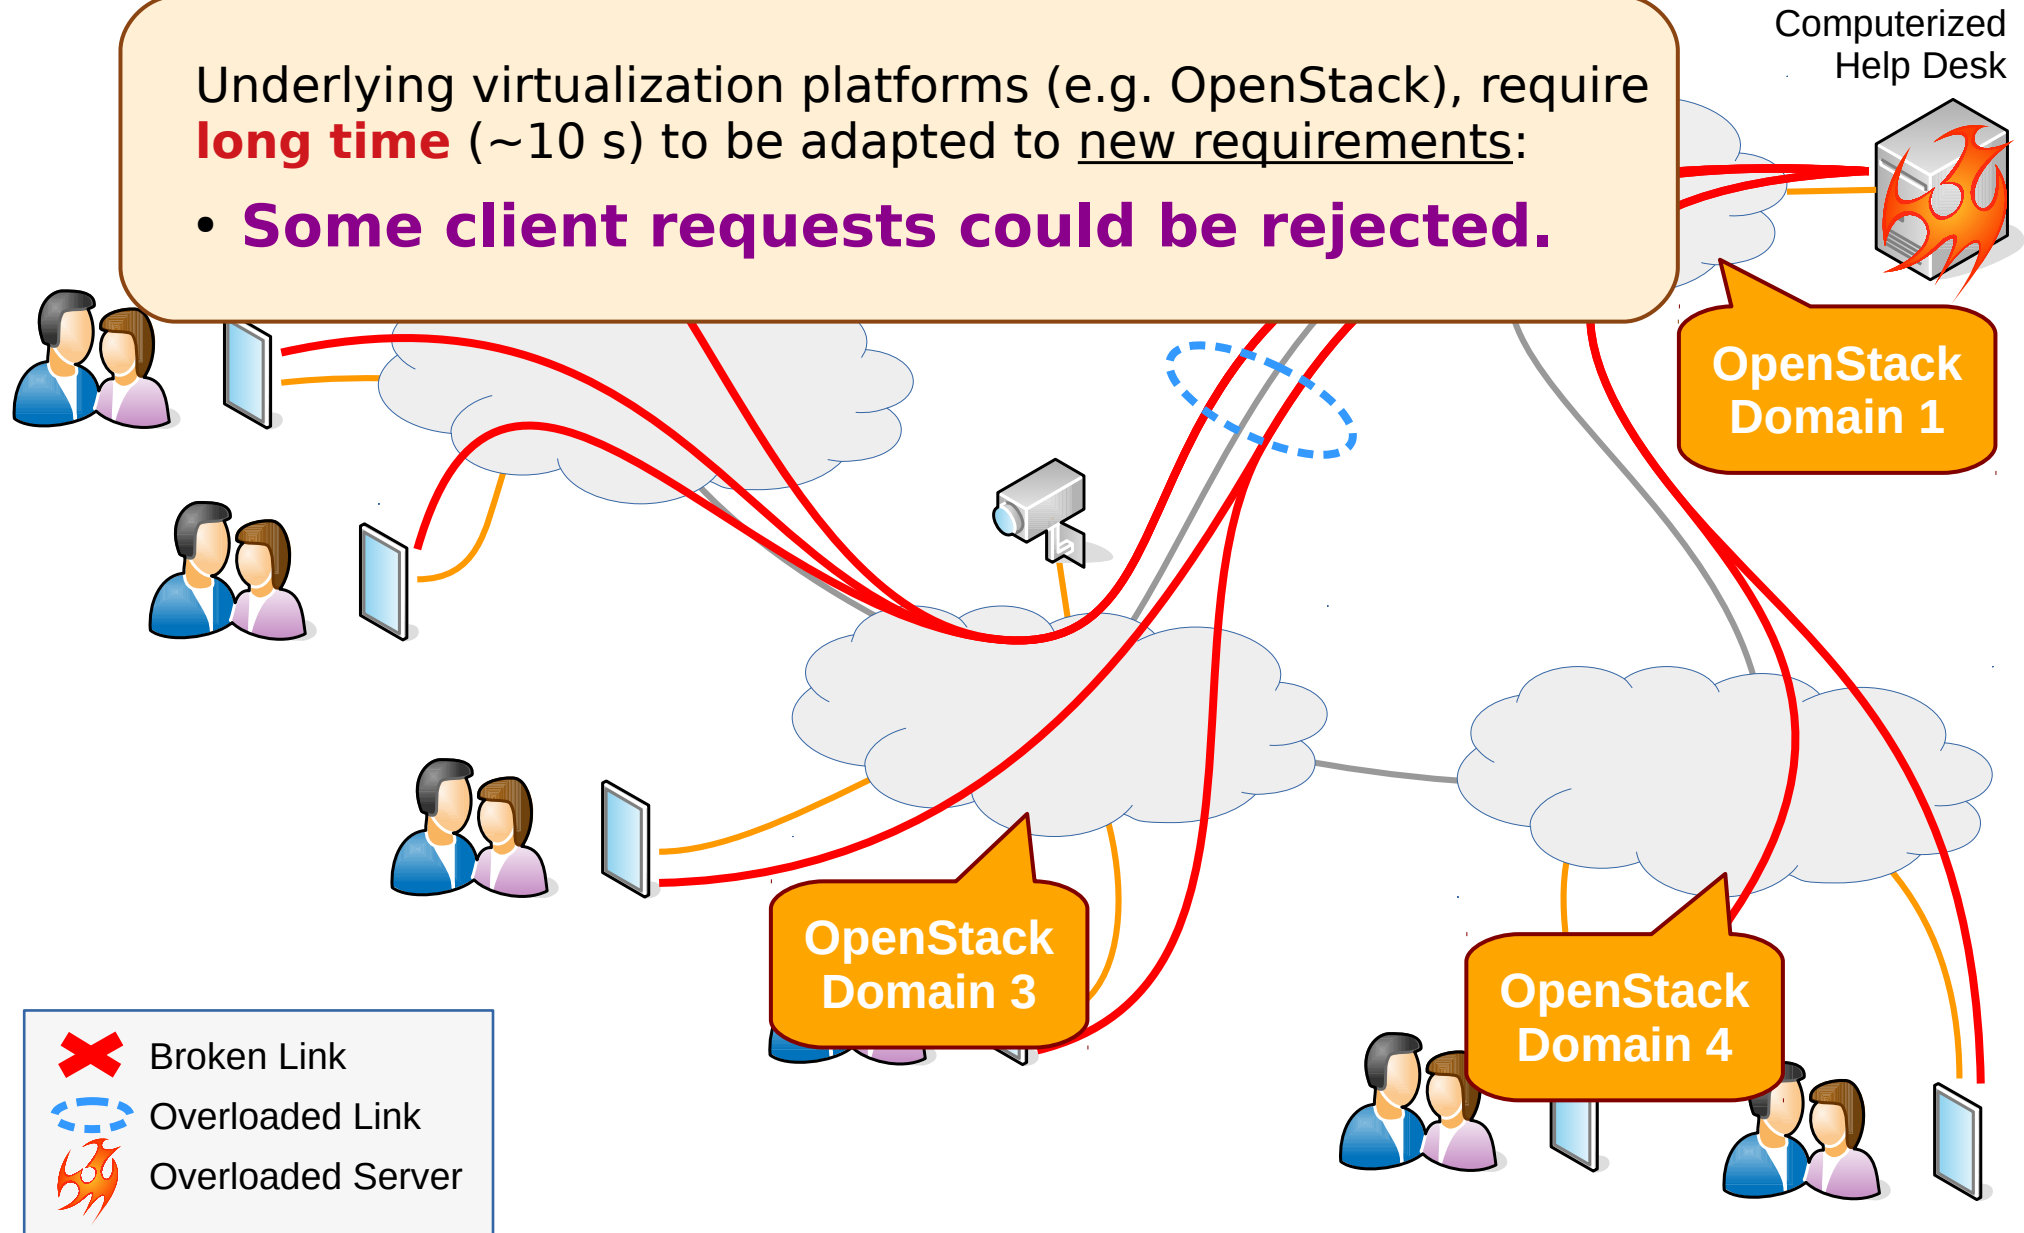 Computerized
Help Desk
Underlying virtualization platforms (e.g. OpenStack), require
long time (~10 s) to be adapted to new requirements:
• Some client requests could be rejected.
OpenStack
Domain 1
OpenStack
Domain 3
OpenStack
Domain 4
Broken Link
Overloaded Link
Overloaded Server